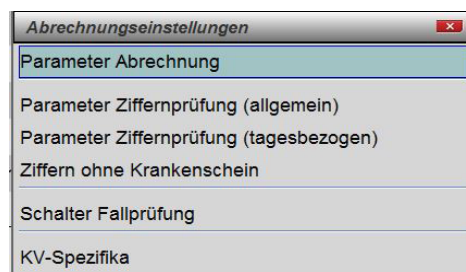 Abrechnungseinstellungen
Parameter Abrechnung
Parameter Ziffernprüfung (allgemein)
Parameter Ziffernprüfung (tagesbezogen)
Ziffern ohne Krankenschein
Schalter Fallprüfung
KV-Spezifika